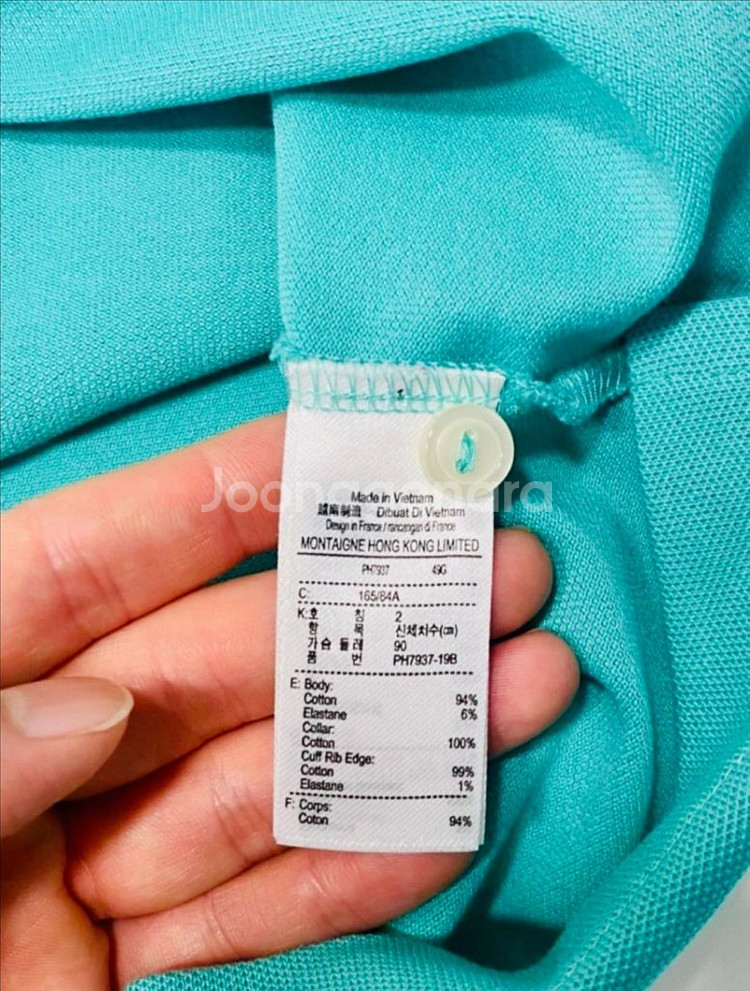 Joonggonara
Made in Vietnam
越南制造 Dibuat Di Vietnam
Design in France / rancangan di France
MONTAIGNE HONG KONG LIMITED
PH7937 49G
C: 165/84A
K:호 칭 2
항 목 신체치수(cm)
가슴 둘레 90
품 번 PH7937-19B
E: Body:
Cotton 94%
Elastane 6%
Collar:
Cotton 100%
Cuff Rib Edge:
Cotton 99%
Elastane 1%
F: Corps:
Coton 94%